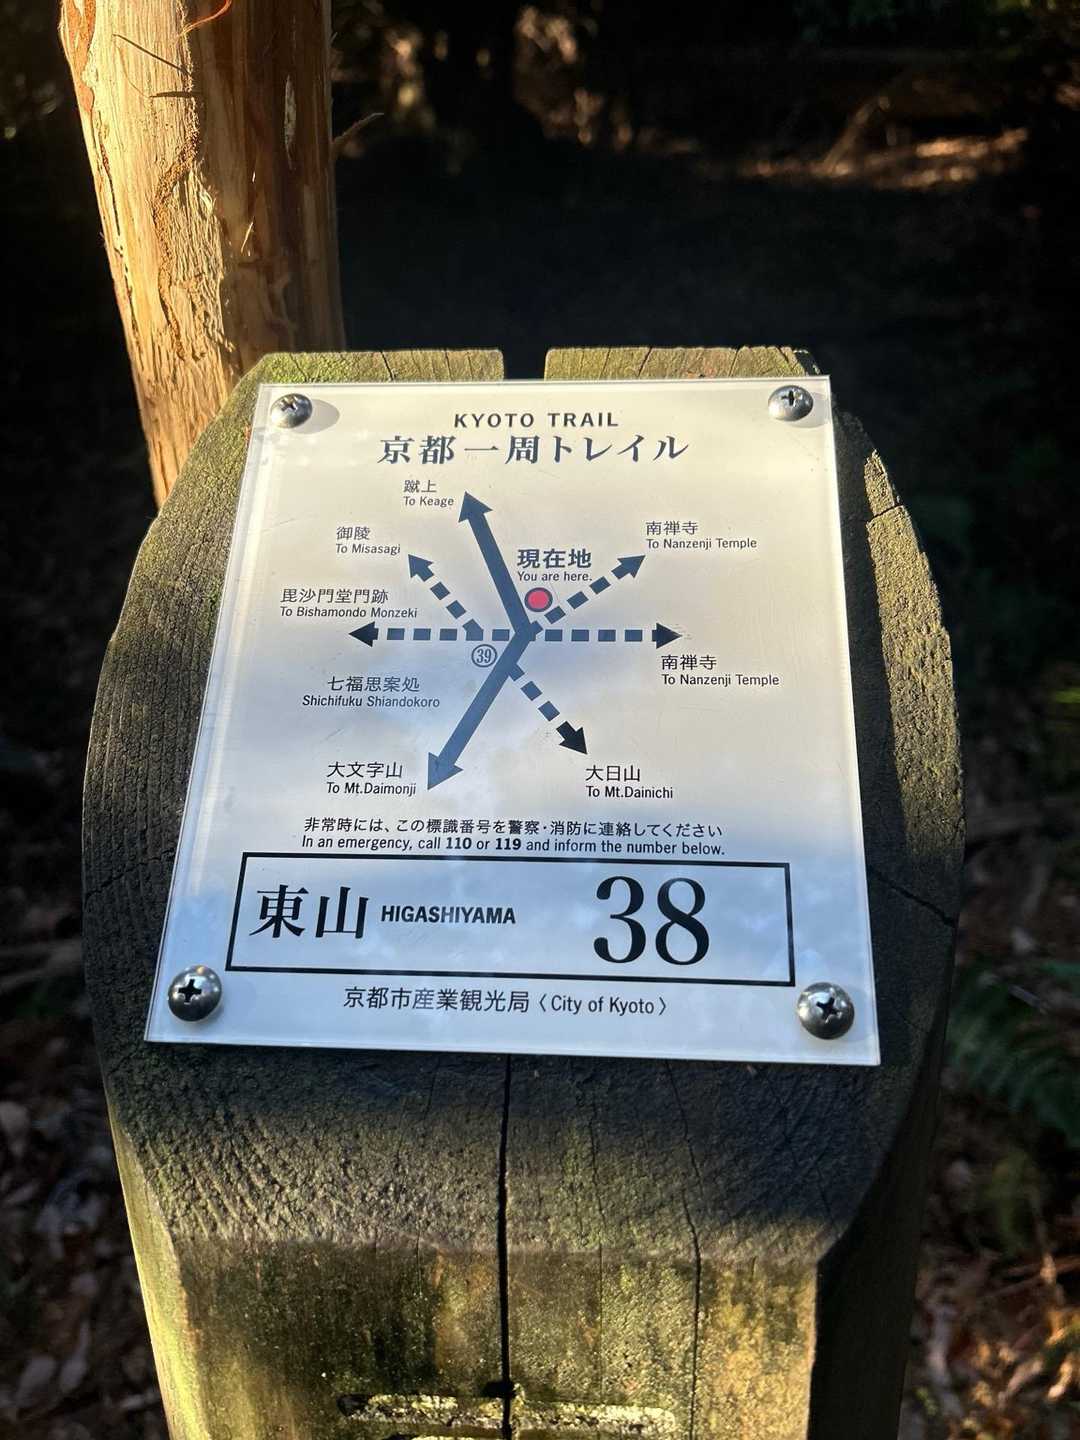 KYOTO TRAIL
京都一周トレイル
蹴上
To Keage
御陵
To Misasagi
南禅寺
To Nanzenji Temple
現在地
You are here.
毘沙門堂門跡
To Bishamondo Monzeki
39
南禅寺
To Nanzenji Temple
七福思案処
Shichifuku Shiandokoro
大文字山
To Mt.Daimonji
大日山
To Mt.Dainichi
非常時には、この標識番号を警察・消防に連絡してください
In an emergency, call 110 or 119 and inform the number below.
東山 HIGASHIYAMA 38
京都市産業観光局〈City of Kyoto〉